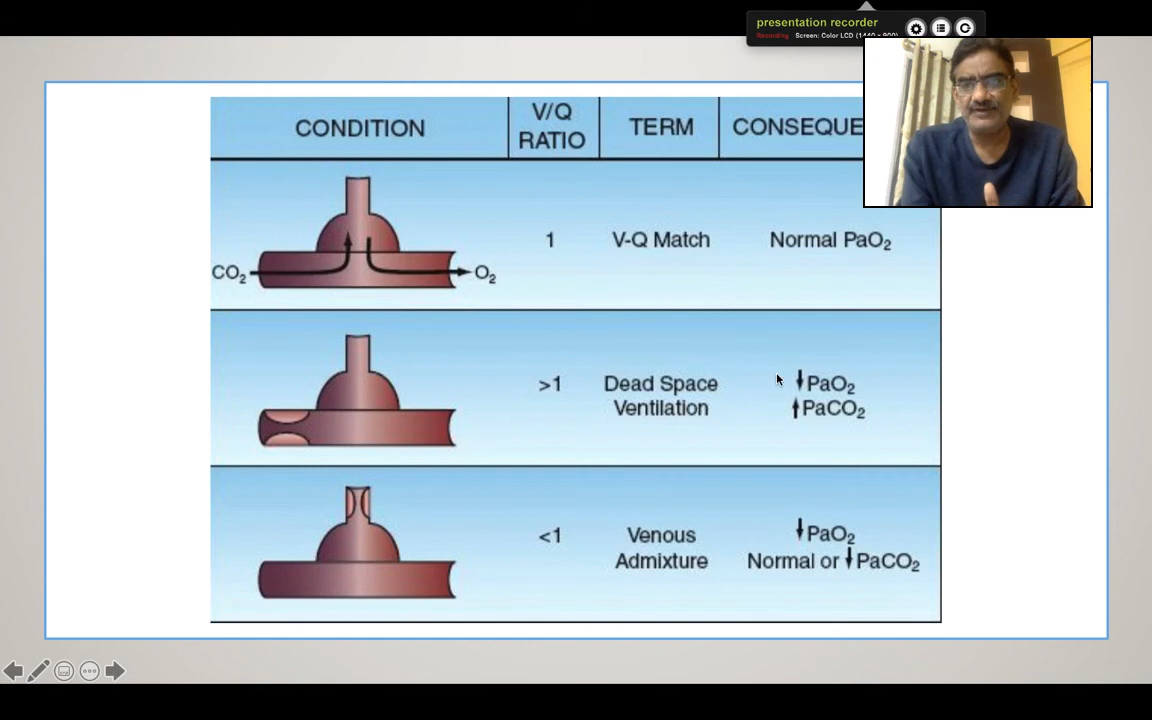 presentation recorder
Recording Screen: Color LCD (1440 x 900)
CONDITION
V/Q
RATIO
TERM
CONSEQUE
CO₂
O₂
1
V-Q Match
Normal PaO₂
>1
Dead Space
Ventilation
↓PaO₂
↑PaCO₂
<1
Venous
Admixture
↓PaO₂
Normal or ↓PaCO₂